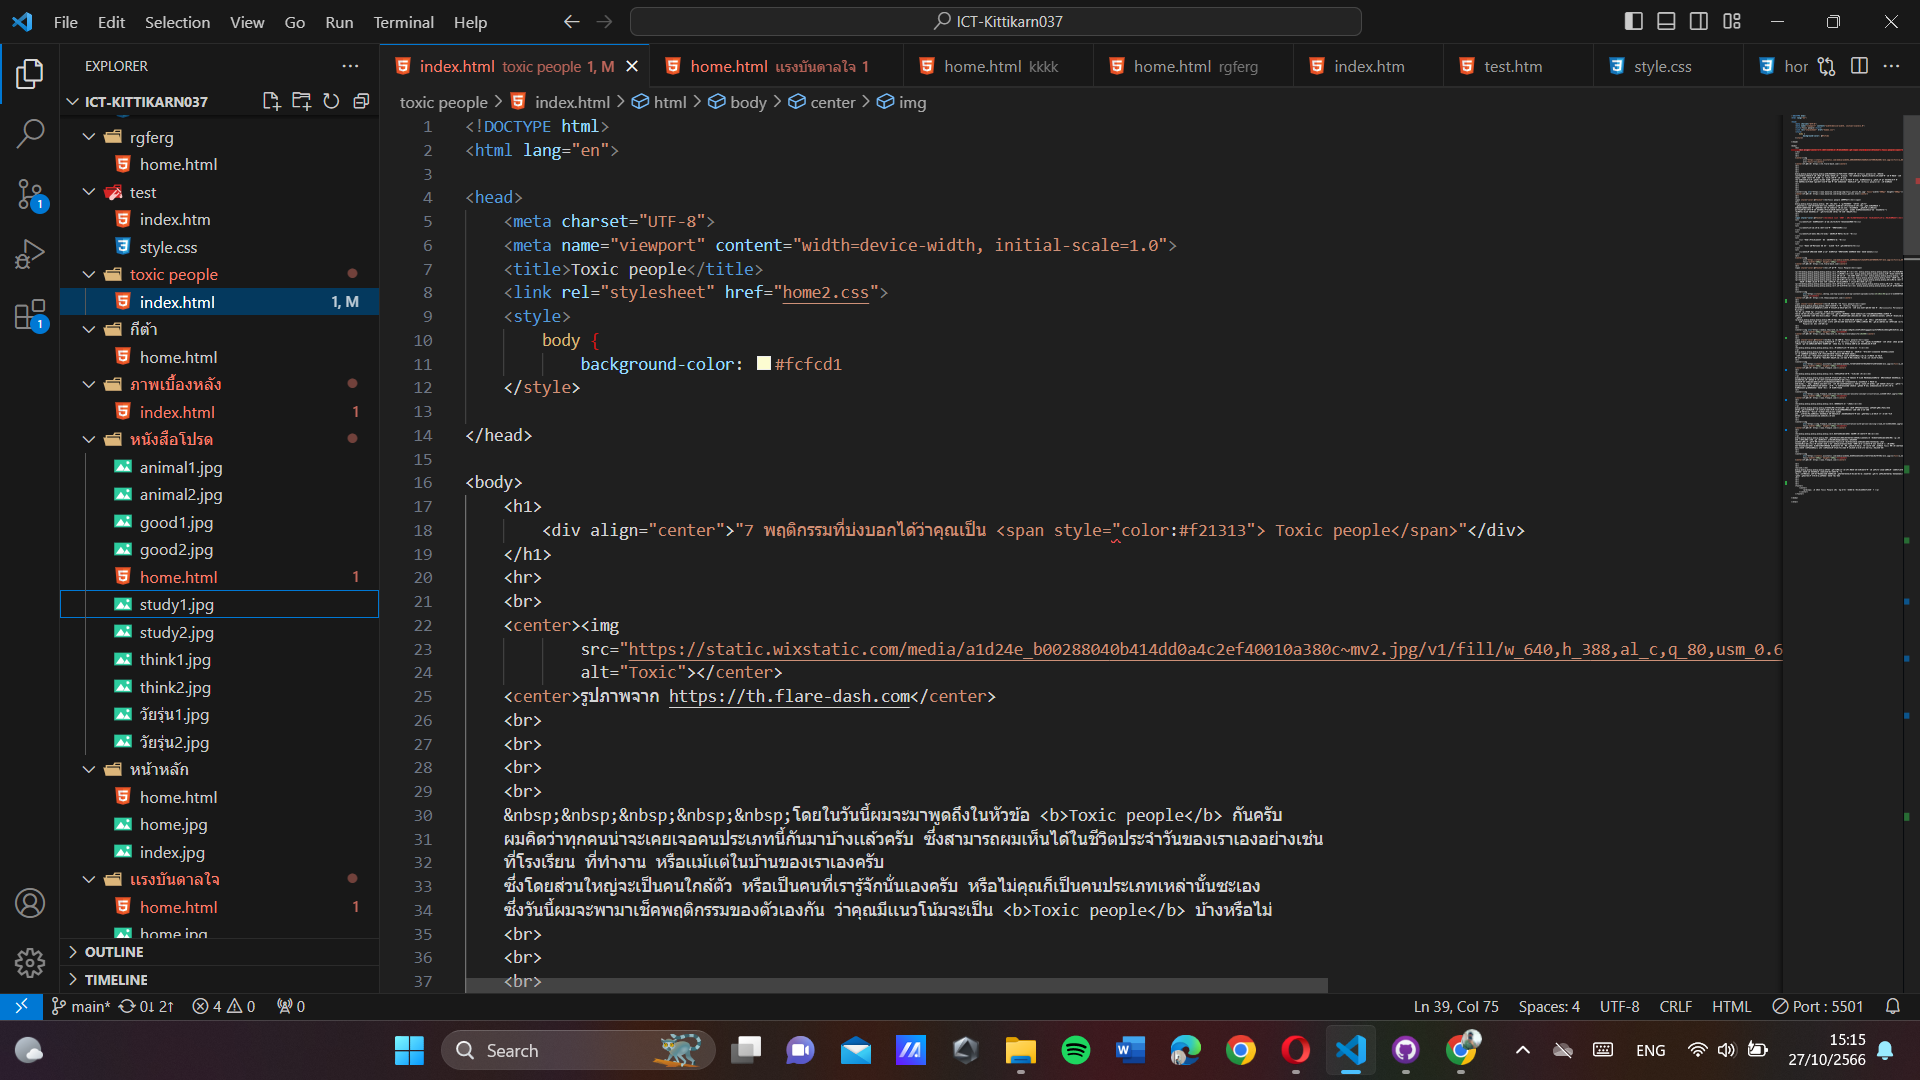 File Edit Selection View Go Run Terminal Help
ICT-Kittikarn037
EXPLORER
ICT-KITTIKARN037
rgferg
home.html
test
index.htm
style.css
toxic people
index.html 1, M
กีต้า
home.html
ภาพเบื้องหลัง
index.html 1
หนังสือโปรด
animal1.jpg
animal2.jpg
good1.jpg
good2.jpg
home.html 1
study1.jpg
study2.jpg
think1.jpg
think2.jpg
วัยรุ่น1.jpg
วัยรุ่น2.jpg
หน้าหลัก
home.html
home.jpg
index.jpg
แรงบันดาลใจ
home.html 1
home.jpg
OUTLINE
TIMELINE
index.html toxic people 1, M
home.html แรงบันดาลใจ 1
home.html kkkk
home.html rgferg
index.htm
test.htm
style.css
hor
toxic people > index.html > html > body > center > img
1 <!DOCTYPE html>
2 <html lang="en">
3
4 <head>
5 <meta charset="UTF-8">
6 <meta name="viewport" content="width=device-width, initial-scale=1.0">
7 <title>Toxic people</title>
8 <link rel="stylesheet" href="home2.css">
9 <style>
10 body {
11 background-color: #fcfcd1
12 </style>
13
14 </head>
15
16 <body>
17 <h1>
18 <div align="center">"7 พฤติกรรมที่บ่งบอกได้ว่าคุณเป็น <span style="color:#f21313"> Toxic people</span>"</div>
19 </h1>
20 <hr>
21 <br>
22 <center><img
23 src="https://static.wixstatic.com/media/a1d24e_b00288040b414dd0a4c2ef40010a380c~mv2.jpg/v1/fill/w_640,h_388,al_c,q_80,usm_0.6
24 alt="Toxic"></center>
25 <center>รูปภาพจาก https://th.flare-dash.com</center>
26 <br>
27 <br>
28 <br>
29 <br>
30 &nbsp;&nbsp;&nbsp;&nbsp;&nbsp;โดยในวันนี้ผมจะมาพูดถึงในหัวข้อ <b>Toxic people</b> กันครับ
31 ผมคิดว่าทุกคนน่าจะเคยเจอคนประเภทนี้กันมาบ้างแล้วครับ ซึ่งสามารถผมเห็นได้ในชีวิตประจำวันของเราเองอย่างเช่น
32 ที่โรงเรียน ที่ทำงาน หรือแม้แต่ในบ้านของเราเองครับ
33 ซึ่งโดยส่วนใหญ่จะเป็นคนใกล้ตัว หรือเป็นคนที่เรารู้จักนั่นเองครับ หรือไม่คุณก็เป็นคนประเภทเหล่านั้นซะเอง
34 ซึ่งวันนี้ผมจะพามาเช็คพฤติกรรมของตัวเองกัน ว่าคุณมีแนวโน้มจะเป็น <b>Toxic people</b> บ้างหรือไม่
35 <br>
36 <br>
37 <br>
main* 0↓ 2↑ 4 0 0
Ln 39, Col 75 Spaces: 4 UTF-8 CRLF HTML Port : 5501
Search
ENG
15:15
27/10/2566